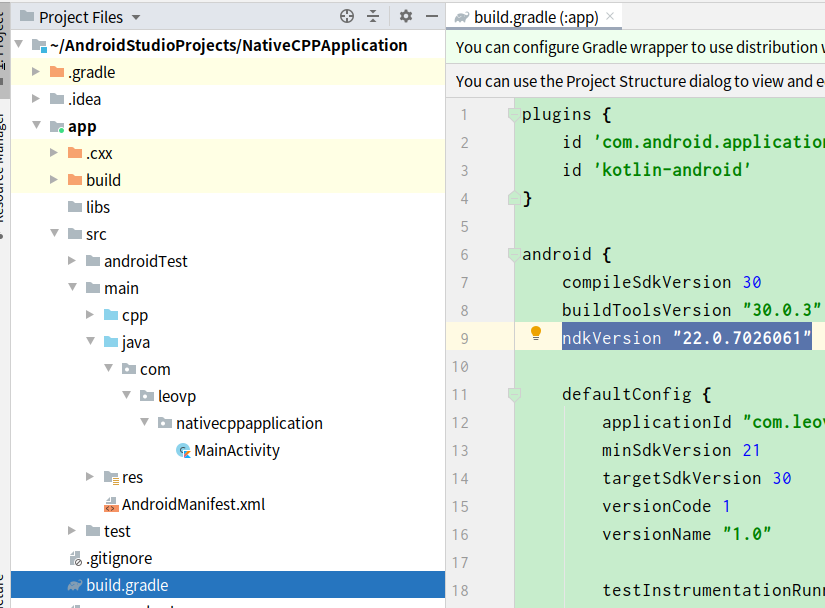 Project Files
build.gradle (:app)
~/AndroidStudioProjects/NativeCPPApplication
.gradle
.idea
app
.cxx
build
libs
src
androidTest
main
cpp
java
com
leovp
nativecppapplication
MainActivity
res
AndroidManifest.xml
test
.gitignore
build.gradle
Resource Manager
You can configure Gradle wrapper to use distribution
You can use the Project Structure dialog to view and
1 plugins {
2 id 'com.android.application
3 id 'kotlin-android'
4 }
5
6 android {
7 compileSdkVersion 30
8 buildToolsVersion "30.0.3"
9 ndkVersion "22.0.7026061"
10
11 defaultConfig {
12 applicationId "com.leov
13 minSdkVersion 21
14 targetSdkVersion 30
15 versionCode 1
16 versionName "1.0"
17
18 testInstrumentationRun